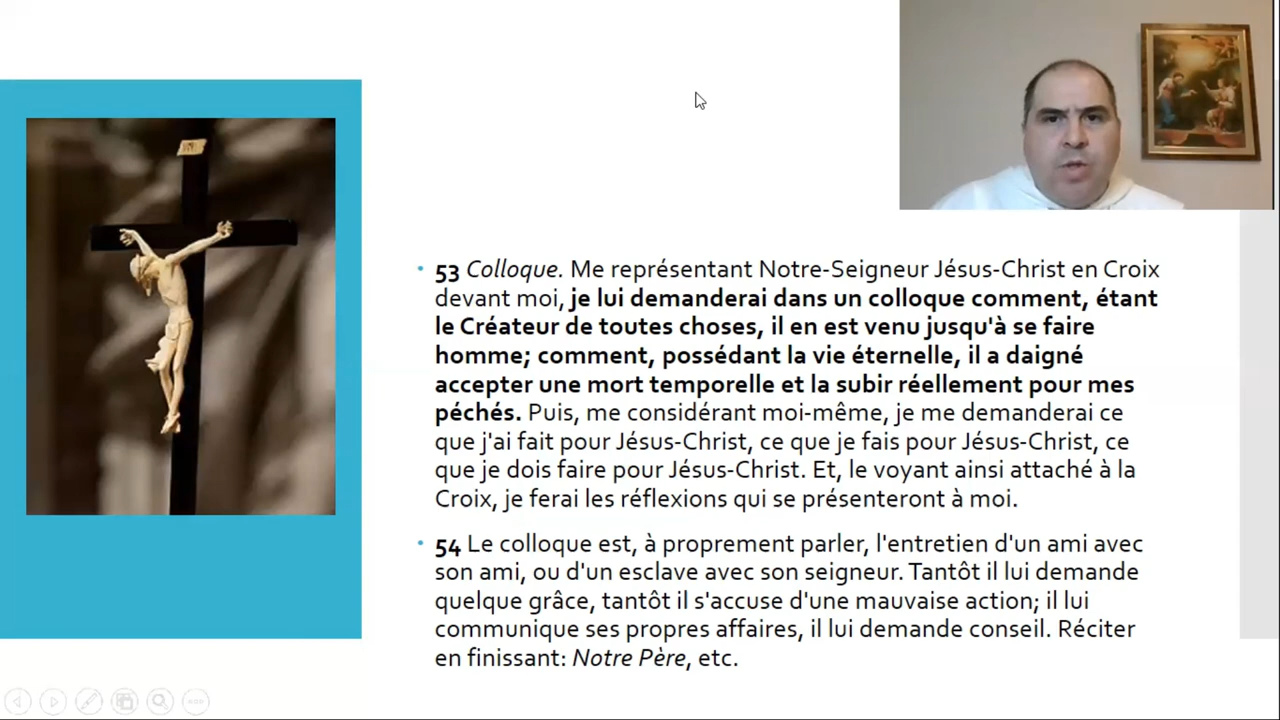 53 Colloque. Me représentant Notre-Seigneur Jésus-Christ en Croix
devant moi, je lui demanderai dans un colloque comment, étant
le Créateur de toutes choses, il en est venu jusqu'à se faire
homme; comment, possédant la vie éternelle, il a daigné
accepter une mort temporelle et la subir réellement pour mes
péchés. Puis, me considérant moi-même, je me demanderai ce
que j'ai fait pour Jésus-Christ, ce que je fais pour Jésus-Christ, ce
que je dois faire pour Jésus-Christ. Et, le voyant ainsi attaché à la
Croix, je ferai les réflexions qui se présenteront à moi.
54 Le colloque est, à proprement parler, l'entretien d'un ami avec
son ami, ou d'un esclave avec son seigneur. Tantôt il lui demande
quelque grâce, tantôt il s'accuse d'une mauvaise action; il lui
communique ses propres affaires, il lui demande conseil. Réciter
en finissant: Notre Père, etc.